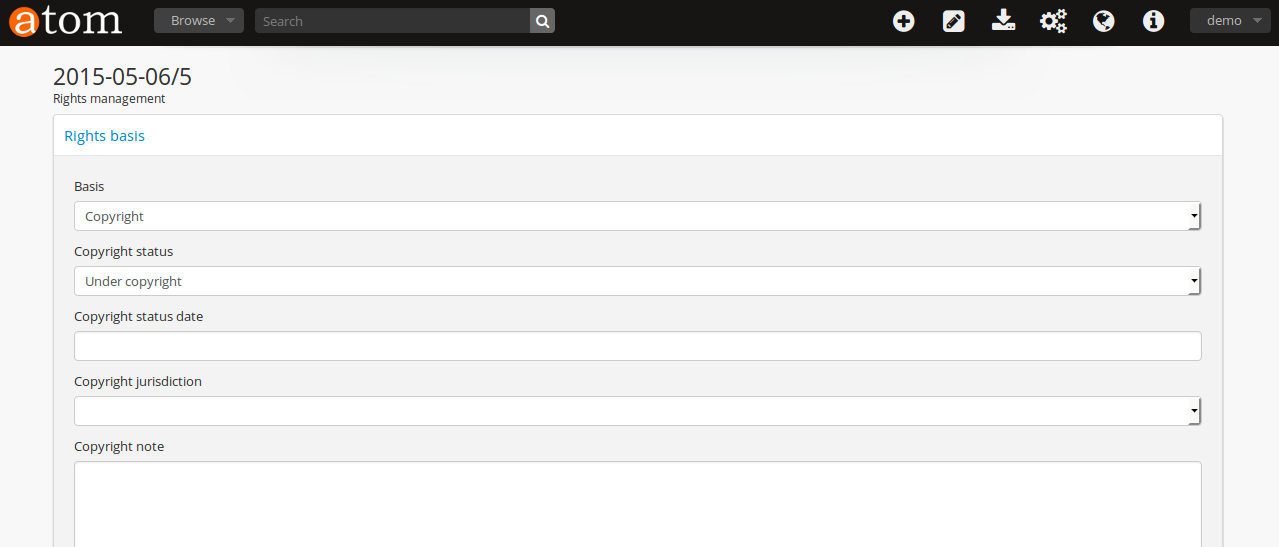 atom Browse Search demo
2015-05-06/5
Rights management
Rights basis
Basis
Copyright
Copyright status
Under copyright
Copyright status date
Copyright jurisdiction
Copyright note